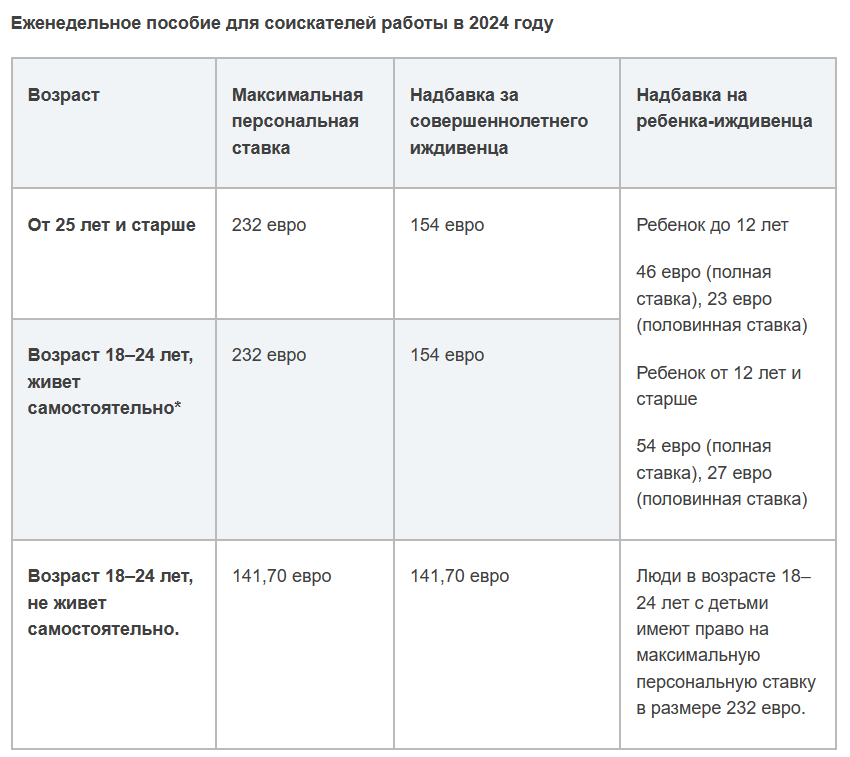 Еженедельное пособие для соискателей работы в 2024 году
Возраст
Максимальная
персональная
ставка
Надбавка за
совершеннолетнего
иждивенца
Надбавка на
ребенка-иждивенца
От 25 лет и старше
232 евро
154 евро
Ребенок до 12 лет
46 евро (полная
ставка), 23 евро
(половинная ставка)
Ребенок от 12 лет и
старше
54 евро (полная
ставка), 27 евро
(половинная ставка)
Возраст 18–24 лет,
живет
самостоятельно*
232 евро
154 евро
Возраст 18–24 лет,
не живет
самостоятельно.
141,70 евро
141,70 евро
Люди в возрасте 18–
24 лет с детьми
имеют право на
максимальную
персональную ставку
в размере 232 евро.